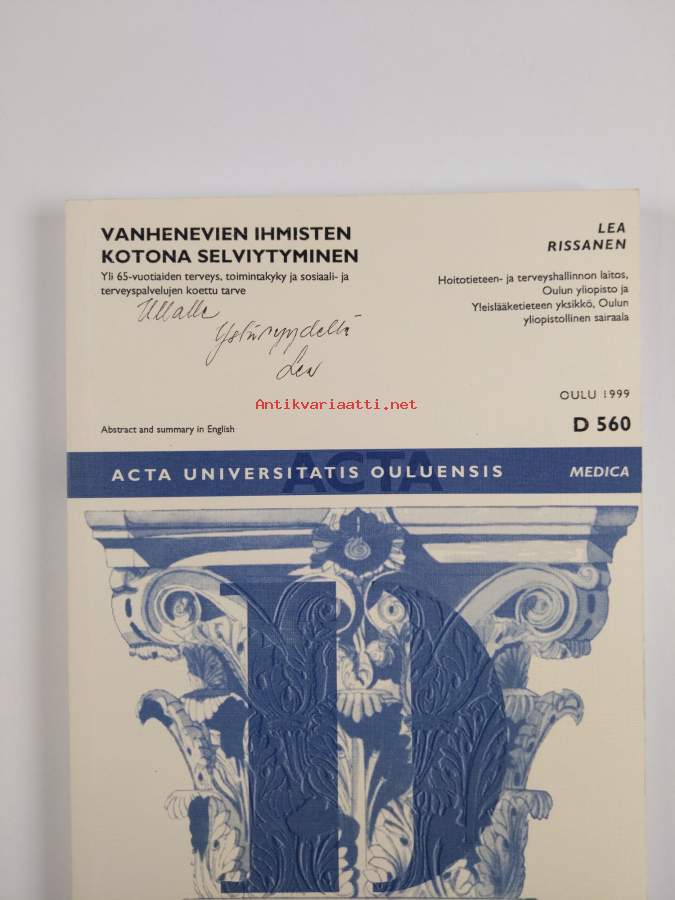 VANHENEVIEN IHMISTEN
KOTONA SELVIYTYMINEN
Yli 65-vuotiaiden terveys, toimintakyky ja sosiaali- ja
terveyspalvelujen koettu tarve
LEA
RISSANEN
Hoitotieteen- ja terveyshallinnon laitos,
Oulun yliopisto ja
Yleislääketieteen yksikkö, Oulun
yliopistollinen sairaala
Ullalle
Ystävyydellä
Lea
Antikvariaatti.net
OULU 1999
D 560
Abstract and summary in English
ACTA
ACTA UNIVERSITATIS OULUENSIS
MEDICA
D